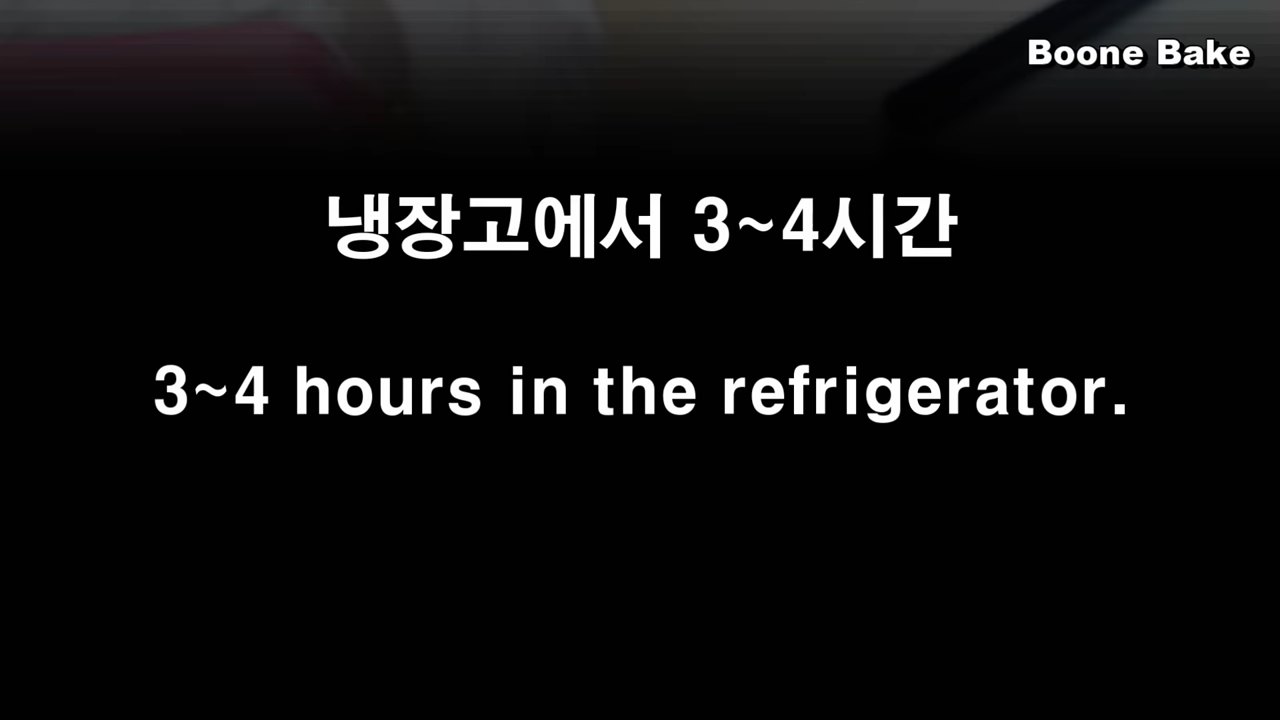 Boone Bake
냉장고에서 3~4시간
3~4 hours in the refrigerator.